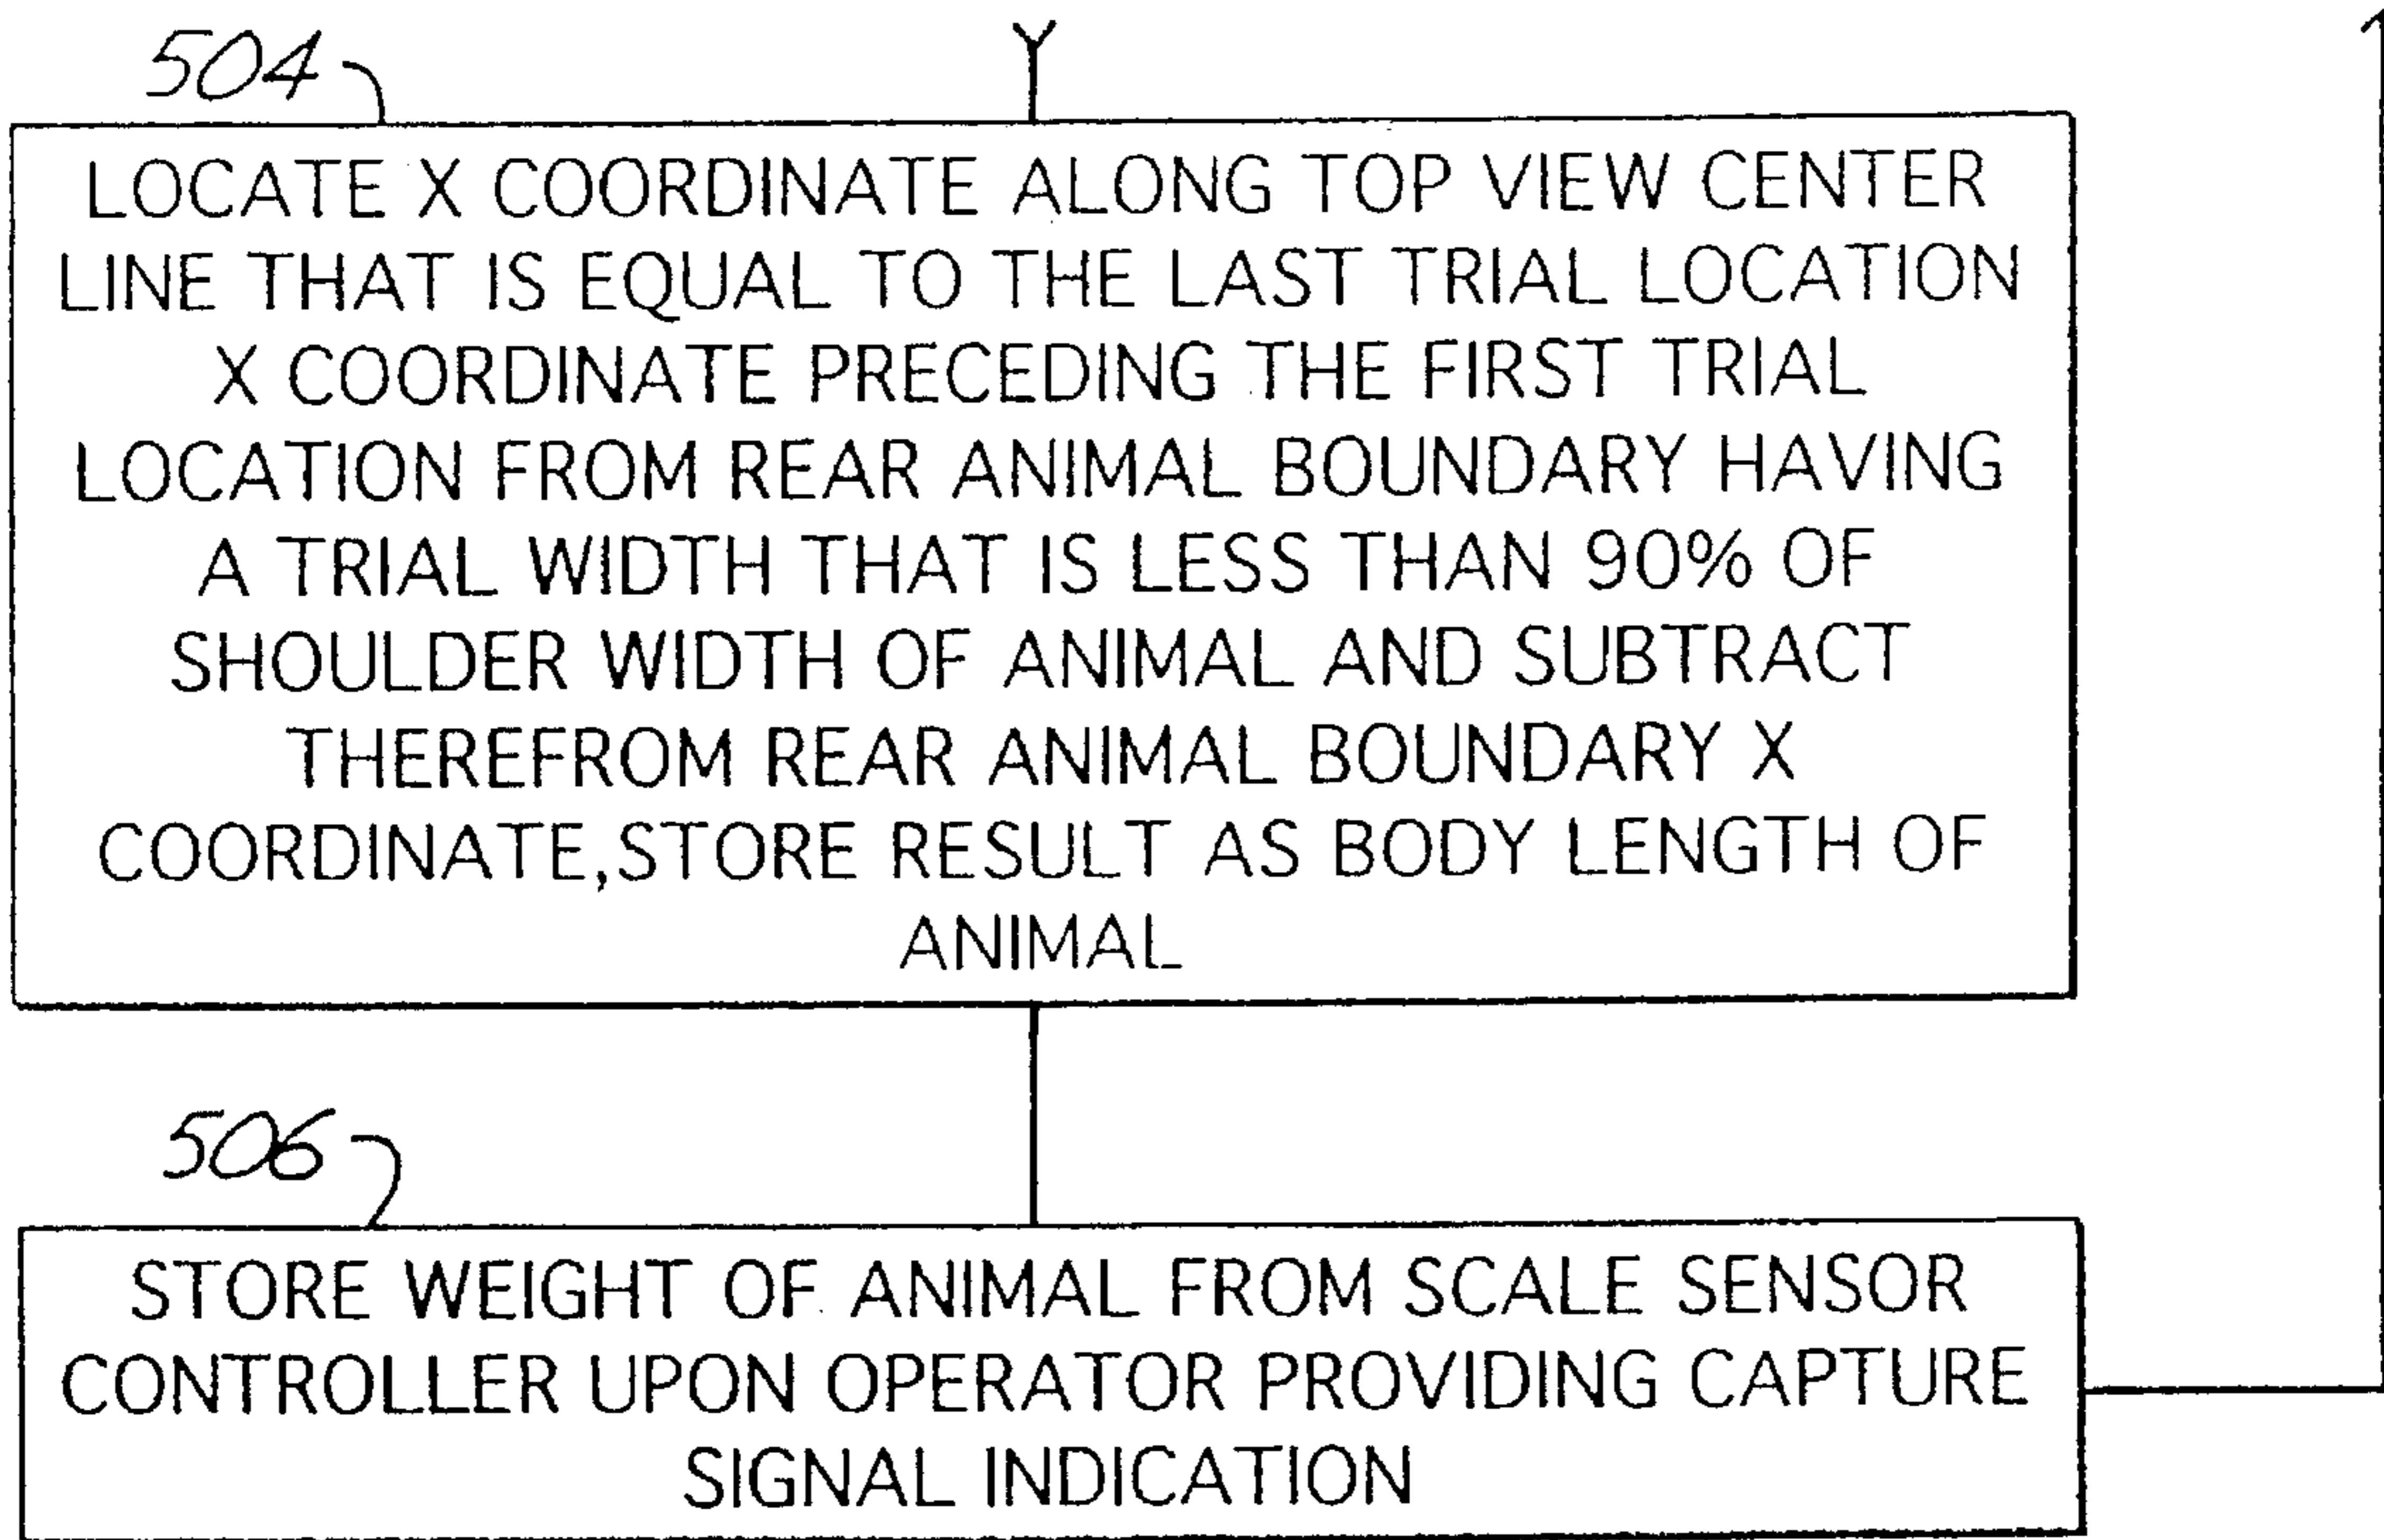 504
LOCATE X COORDINATE ALONG TOP VIEW CENTER
LINE THAT IS EQUAL TO THE LAST TRIAL LOCATION
X COORDINATE PRECEDING THE FIRST TRIAL
LOCATION FROM REAR ANIMAL BOUNDARY HAVING
A TRIAL WIDTH THAT IS LESS THAN 90% OF
SHOULDER WIDTH OF ANIMAL AND SUBTRACT
THEREFROM REAR ANIMAL BOUNDARY X
COORDINATE,STORE RESULT AS BODY LENGTH OF
ANIMAL
506
STORE WEIGHT OF ANIMAL FROM SCALE SENSOR
CONTROLLER UPON OPERATOR PROVIDING CAPTURE
SIGNAL INDICATION